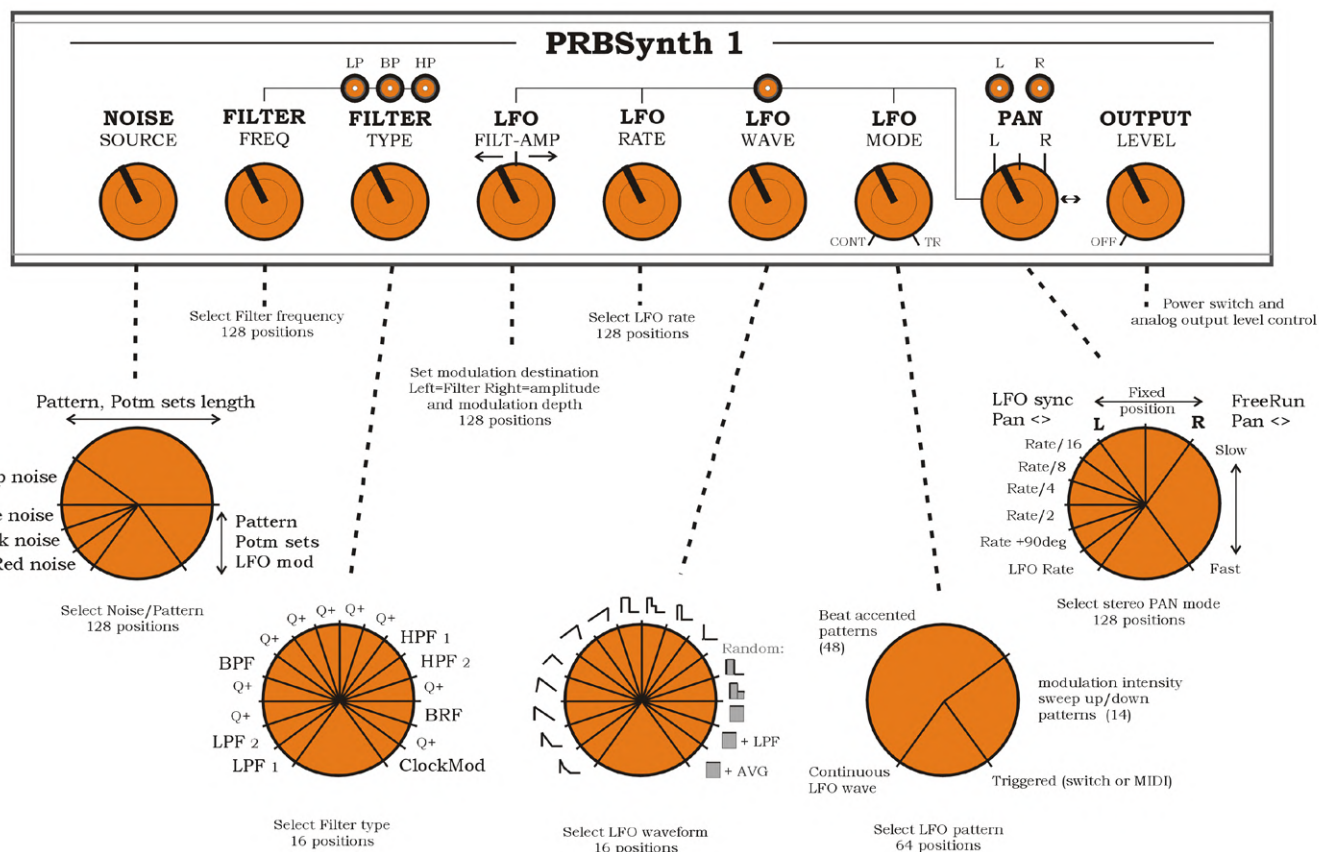 PRBSynth 1
LP BP HP
L R
NOISE
SOURCE
FILTER
FREQ
FILTER
TYPE
LFO
FILT-AMP
LFO
RATE
LFO
WAVE
LFO
MODE
PAN
L R
OUTPUT
LEVEL
CONT TR
OFF
Select Filter frequency
128 positions
Select LFO rate
128 positions
Power switch and
analog output level control
Set modulation destination
Left=Filter Right=amplitude
and modulation depth
128 positions
Pattern, Potm sets length
p noise
e noise
k noise
Red noise
Pattern
Potm sets
LFO mod
Select Noise/Pattern
128 positions
LFO sync
Pan <>
Fixed
position
FreeRun
Pan <>
L R
Rate/16
Rate/8
Rate/4
Rate/2
Rate +90deg
LFO Rate
Slow
Fast
Select stereo PAN mode
128 positions
LPF 1
LPF 2
Q+
Q+
BPF
Q+
Q+
Q+
Q+
Q+
HPF 1
HPF 2
Q+
BRF
Q+
ClockMod
Select Filter type
16 positions
Random:
+ LPF
+ AVG
Select LFO waveform
16 positions
Beat accented
patterns
(48)
modulation intensity
sweep up/down
patterns (14)
Continuous
LFO wave
Triggered (switch or MIDI)
Select LFO pattern
64 positions